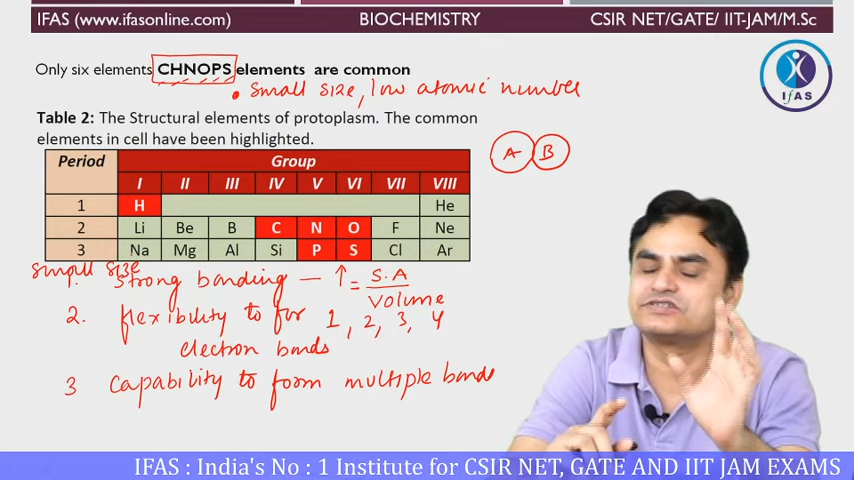 IFAS (www.ifasonline.com) BIOCHEMISTRY CSIR NET/GATE/ IIT-JAM/M.Sc
Only six elements CHNOPS elements are common
• small size, low atomic number
IFAS
Table 2: The Structural elements of protoplasm. The common
elements in cell have been highlighted.
A B
Period Group
I II III IV V VI VII VIII
1 H He
2 Li Be B C N O F Ne
3 Na Mg Al Si P S Cl Ar
small size
1. Strong bonding — ↑ = S.A / Volume
2. flexibility to for 1, 2, 3, 4
electron bonds
3 Capability to form multiple bonds
IFAS : India's No : 1 Institute for CSIR NET, GATE AND IIT JAM EXAMS